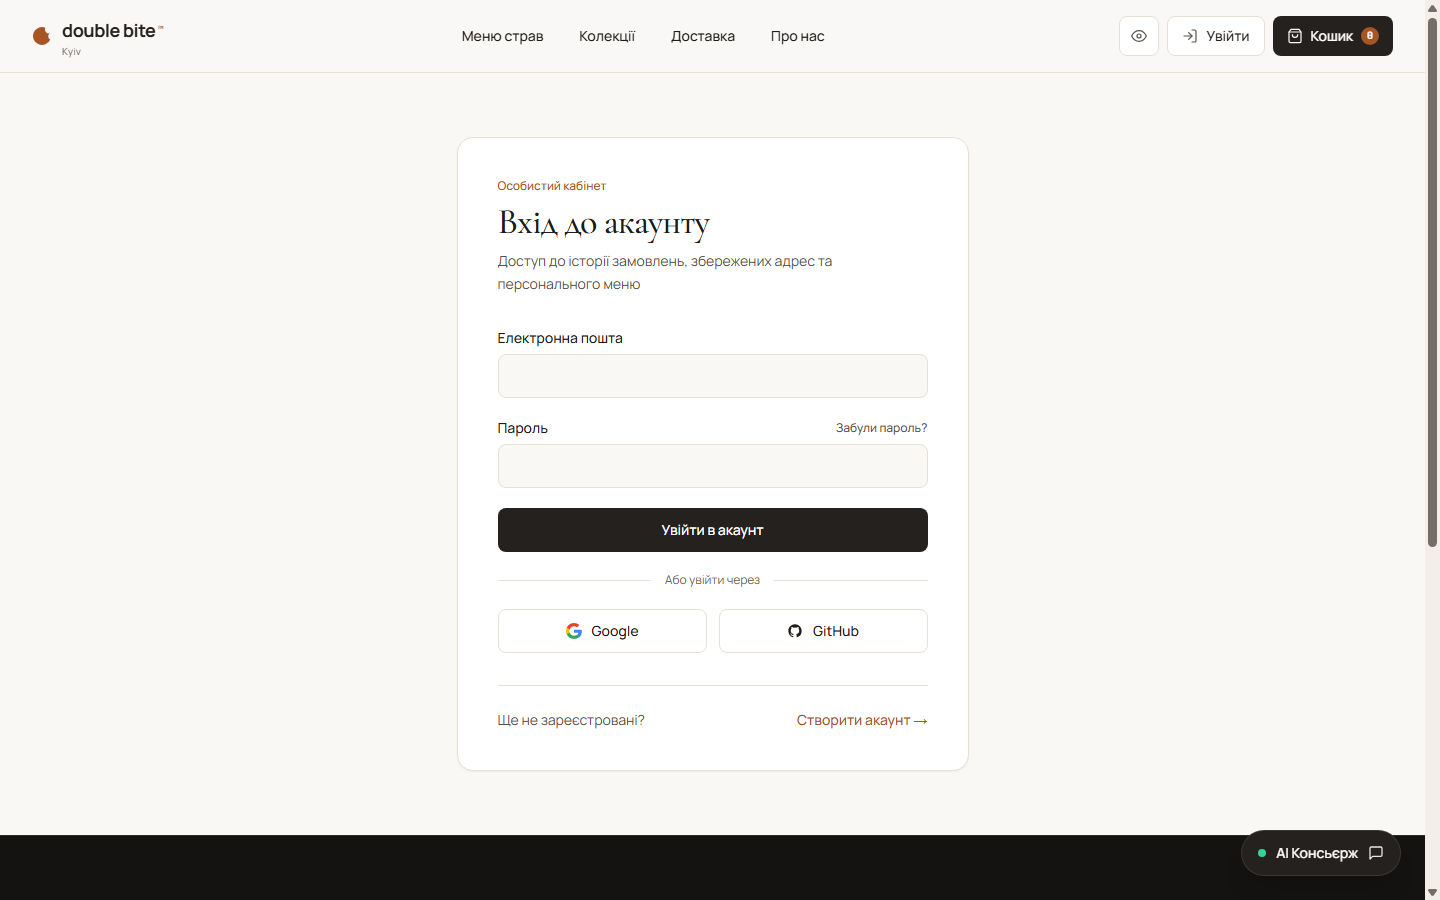 double bite™
Kyiv
Меню страв
Колекції
Доставка
Про нас
Увійти
Кошик 0
Особистий кабінет
Вхід до акаунту
Доступ до історії замовлень, збережених адрес та
персонального меню
Електронна пошта
Пароль
Забули пароль?
Увійти в акаунт
Або увійти через
Google
GitHub
Ще не зареєстровані?
Створити акаунт →
AI Консьєрж